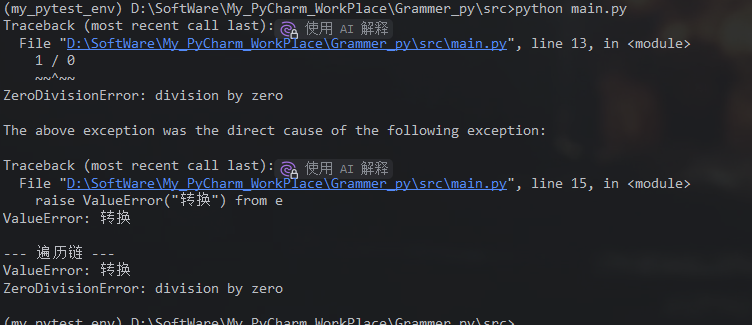 (my_pytest_env) D:\SoftWare\My_PyCharm_WorkPlace\Grammer_py\src>python main.py
Traceback (most recent call last): 使用 AI 解释
  File "D:\SoftWare\My_PyCharm_WorkPlace\Grammer_py\src\main.py", line 13, in <module>
    1 / 0
    ~~^~~
ZeroDivisionError: division by zero

The above exception was the direct cause of the following exception:

Traceback (most recent call last): 使用 AI 解释
  File "D:\SoftWare\My_PyCharm_WorkPlace\Grammer_py\src\main.py", line 15, in <module>
    raise ValueError("转换") from e
ValueError: 转换

--- 遍历链 ---
ValueError: 转换
ZeroDivisionError: division by zero

(my_pytest_env) D:\SoftWare\My_PyCharm_WorkPlace\Grammer_py\src>